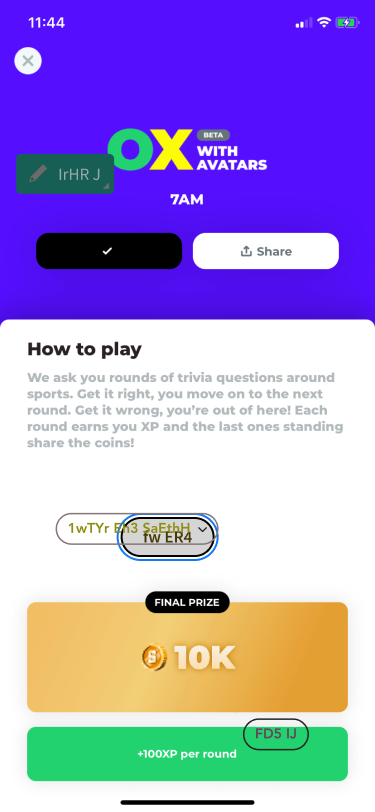 11:44
OX BETA
WITH
AVATARS
IrHR J
7AM
Share
How to play
We ask you rounds of trivia questions around
sports. Get it right, you move on to the next
round. Get it wrong, you're out of here! Each
round earns you XP and the last ones standing
share the coins!
1wTYr En3 SaEthH
fw ER4
FINAL PRIZE
10K
FD5 IJ
+100XP per round